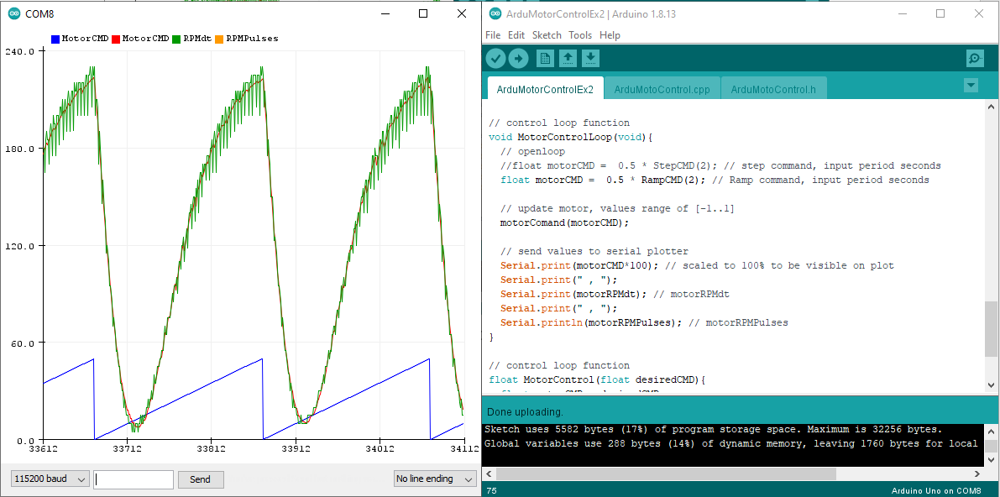 COM8
MotorCMD MotorCMD RPMdt RPMPulses
240.0
180.0
120.0
60.0
0.0
33612 33712 33812 33912 34012 34112
115200 baud Send No line ending
ArduMotorControlEx2 | Arduino 1.8.13
File Edit Sketch Tools Help
ArduMotorControlEx2 ArduMotoControl.cpp ArduMotoControl.h
// control loop function
void MotorControlLoop(void){
// openloop
//float motorCMD =  0.5 * StepCMD(2); // step command, input period seconds
float motorCMD =  0.5 * RampCMD(2); // Ramp command, input period seconds
// update motor, values range of [-1..1]
motorComand(motorCMD);
// send values to serial plotter
Serial.print(motorCMD*100); // scaled to 100% to be visible on plot
Serial.print(" , ");
Serial.print(motorRPMdt); // motorRPMdt
Serial.print(" , ");
Serial.println(motorRPMPulses); // motorRPMPulses
}
// control loop function
float MotorControl(float desiredCMD){
Done uploading.
Sketch uses 5582 bytes (17%) of program storage space. Maximum is 32256 bytes.
Global variables use 288 bytes (14%) of dynamic memory, leaving 1760 bytes for local
75 Arduino Uno on COM8